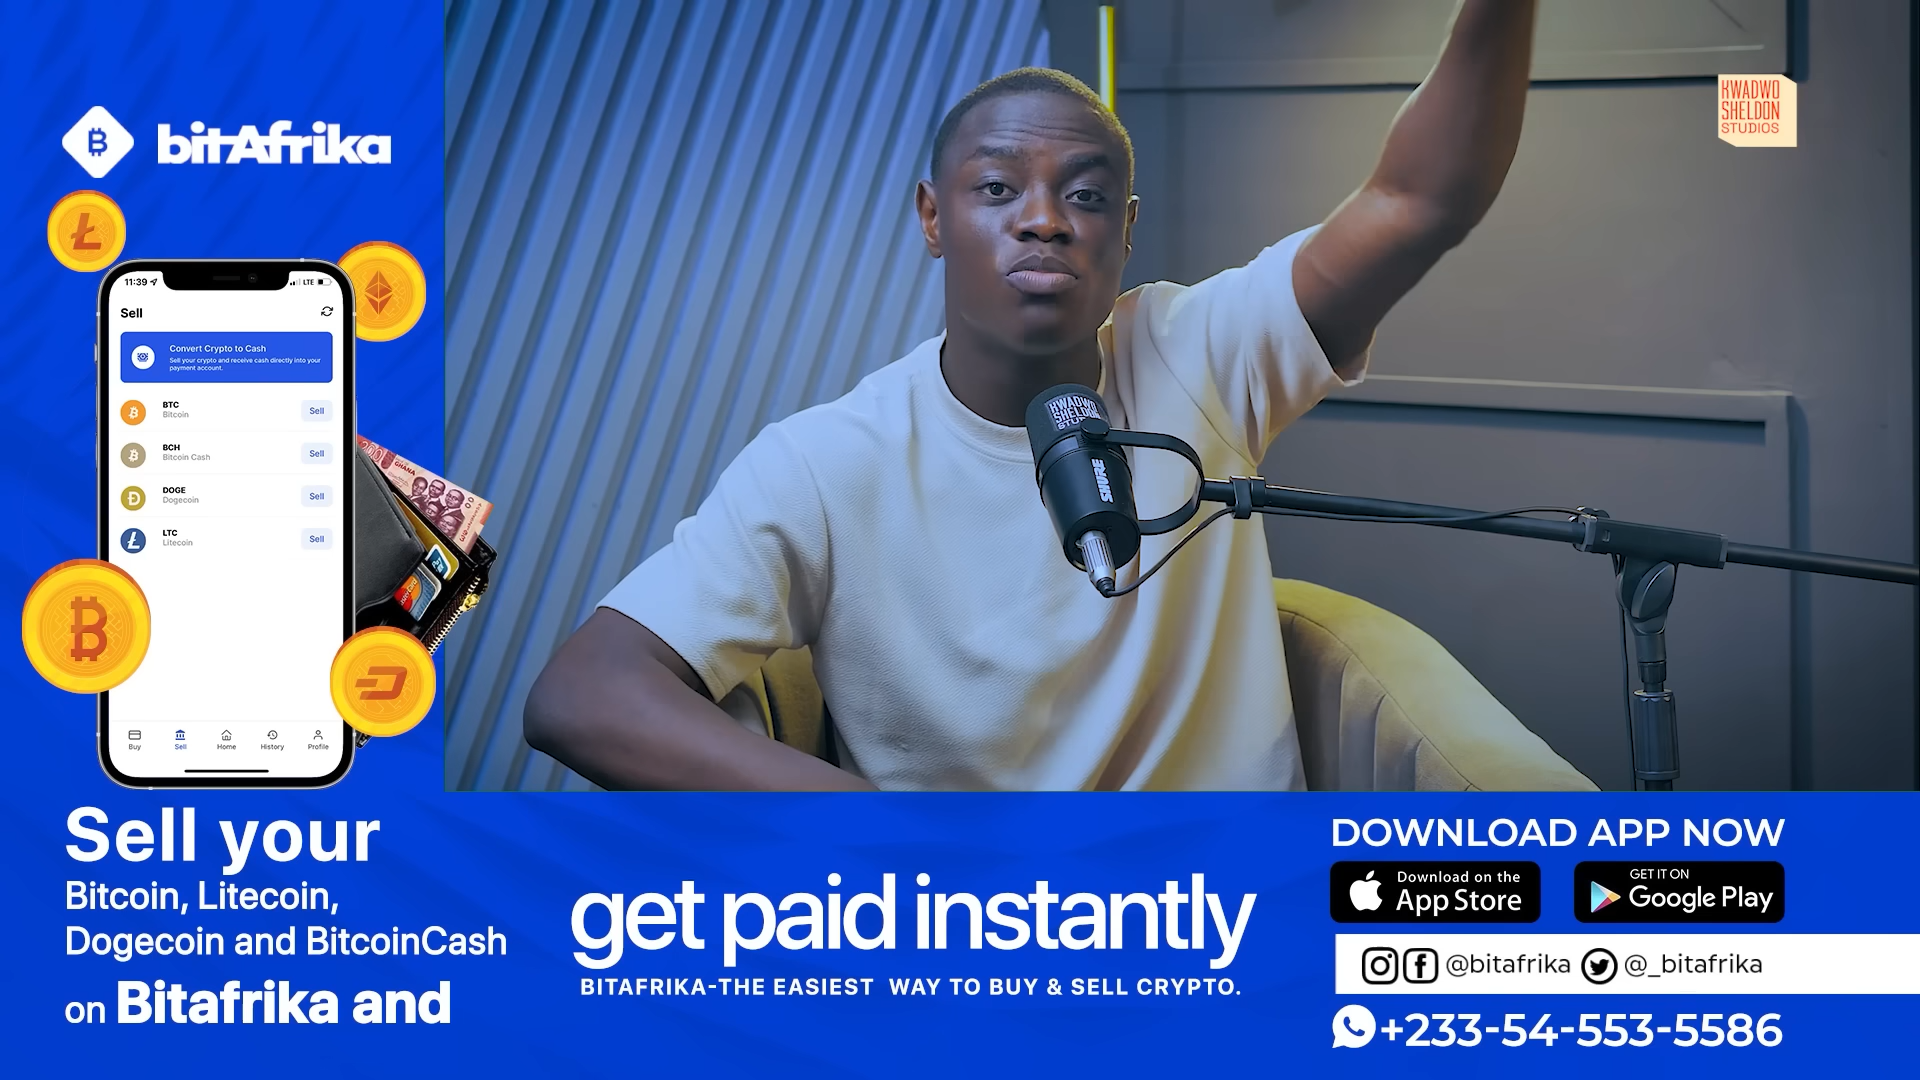 bitAfrika
11:39
LTE
Sell
Convert Crypto to Cash
Sell your crypto and receive cash directly into your
payment account.
BTC
Bitcoin
Sell
BCH
Bitcoin Cash
Sell
DOGE
Dogecoin
Sell
LTC
Litecoin
Sell
Buy
Sell
Home
History
Profile
GHANA
KWADWO
SHELDON
STUDIOS
KWADWO
SHELDON
SHURE
Sell your
Bitcoin, Litecoin,
Dogecoin and BitcoinCash
on Bitafrika and
get paid instantly
BITAFRIKA-THE EASIEST WAY TO BUY & SELL CRYPTO.
DOWNLOAD APP NOW
Download on the
App Store
GET IT ON
Google Play
@bitafrika @_bitafrika
+233-54-553-5586